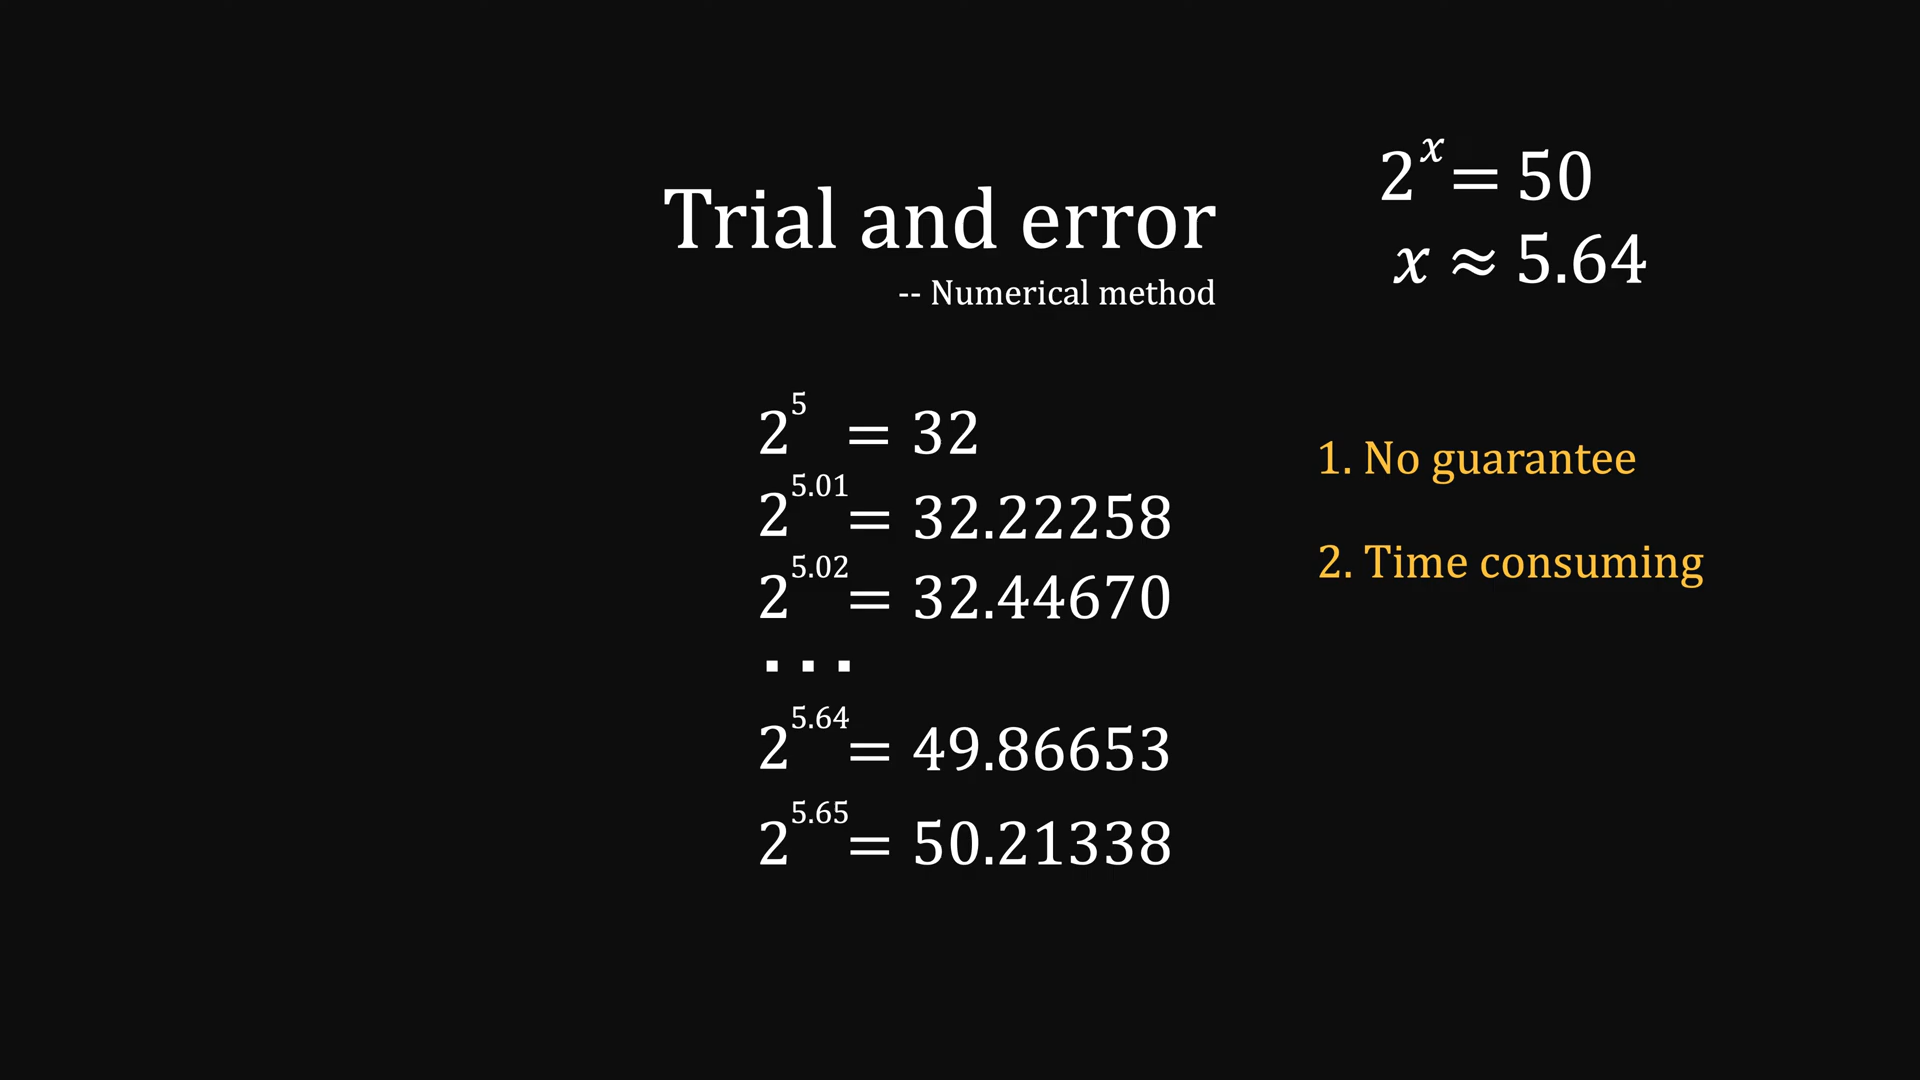 Trial and error
-- Numerical method
2^x = 50
x ≈ 5.64
2^5 = 32
2^5.01 = 32.22258
2^5.02 = 32.44670
...
2^5.64 = 49.86653
2^5.65 = 50.21338
1. No guarantee
2. Time consuming